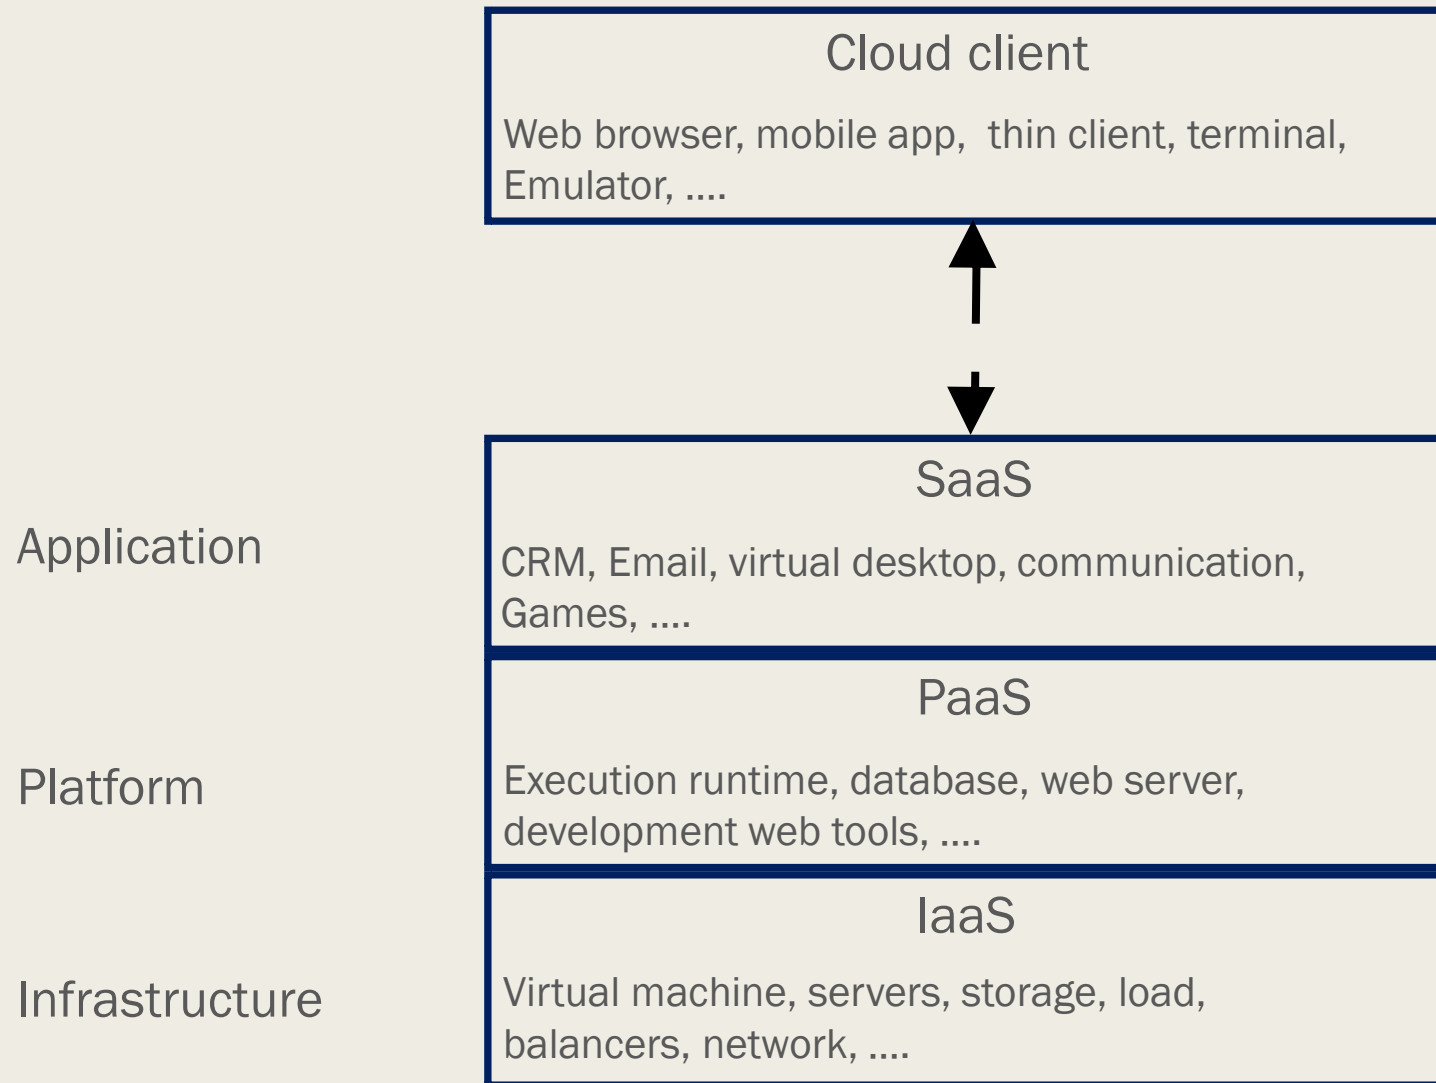 Cloud client
Web browser, mobile app,  thin client, terminal,
Emulator, ....
SaaS
Application
CRM, Email, virtual desktop, communication,
Games, ....
PaaS
Platform
Execution runtime, database, web server,
development web tools, ....
IaaS
Infrastructure
Virtual machine, servers, storage, load,
balancers, network, ....